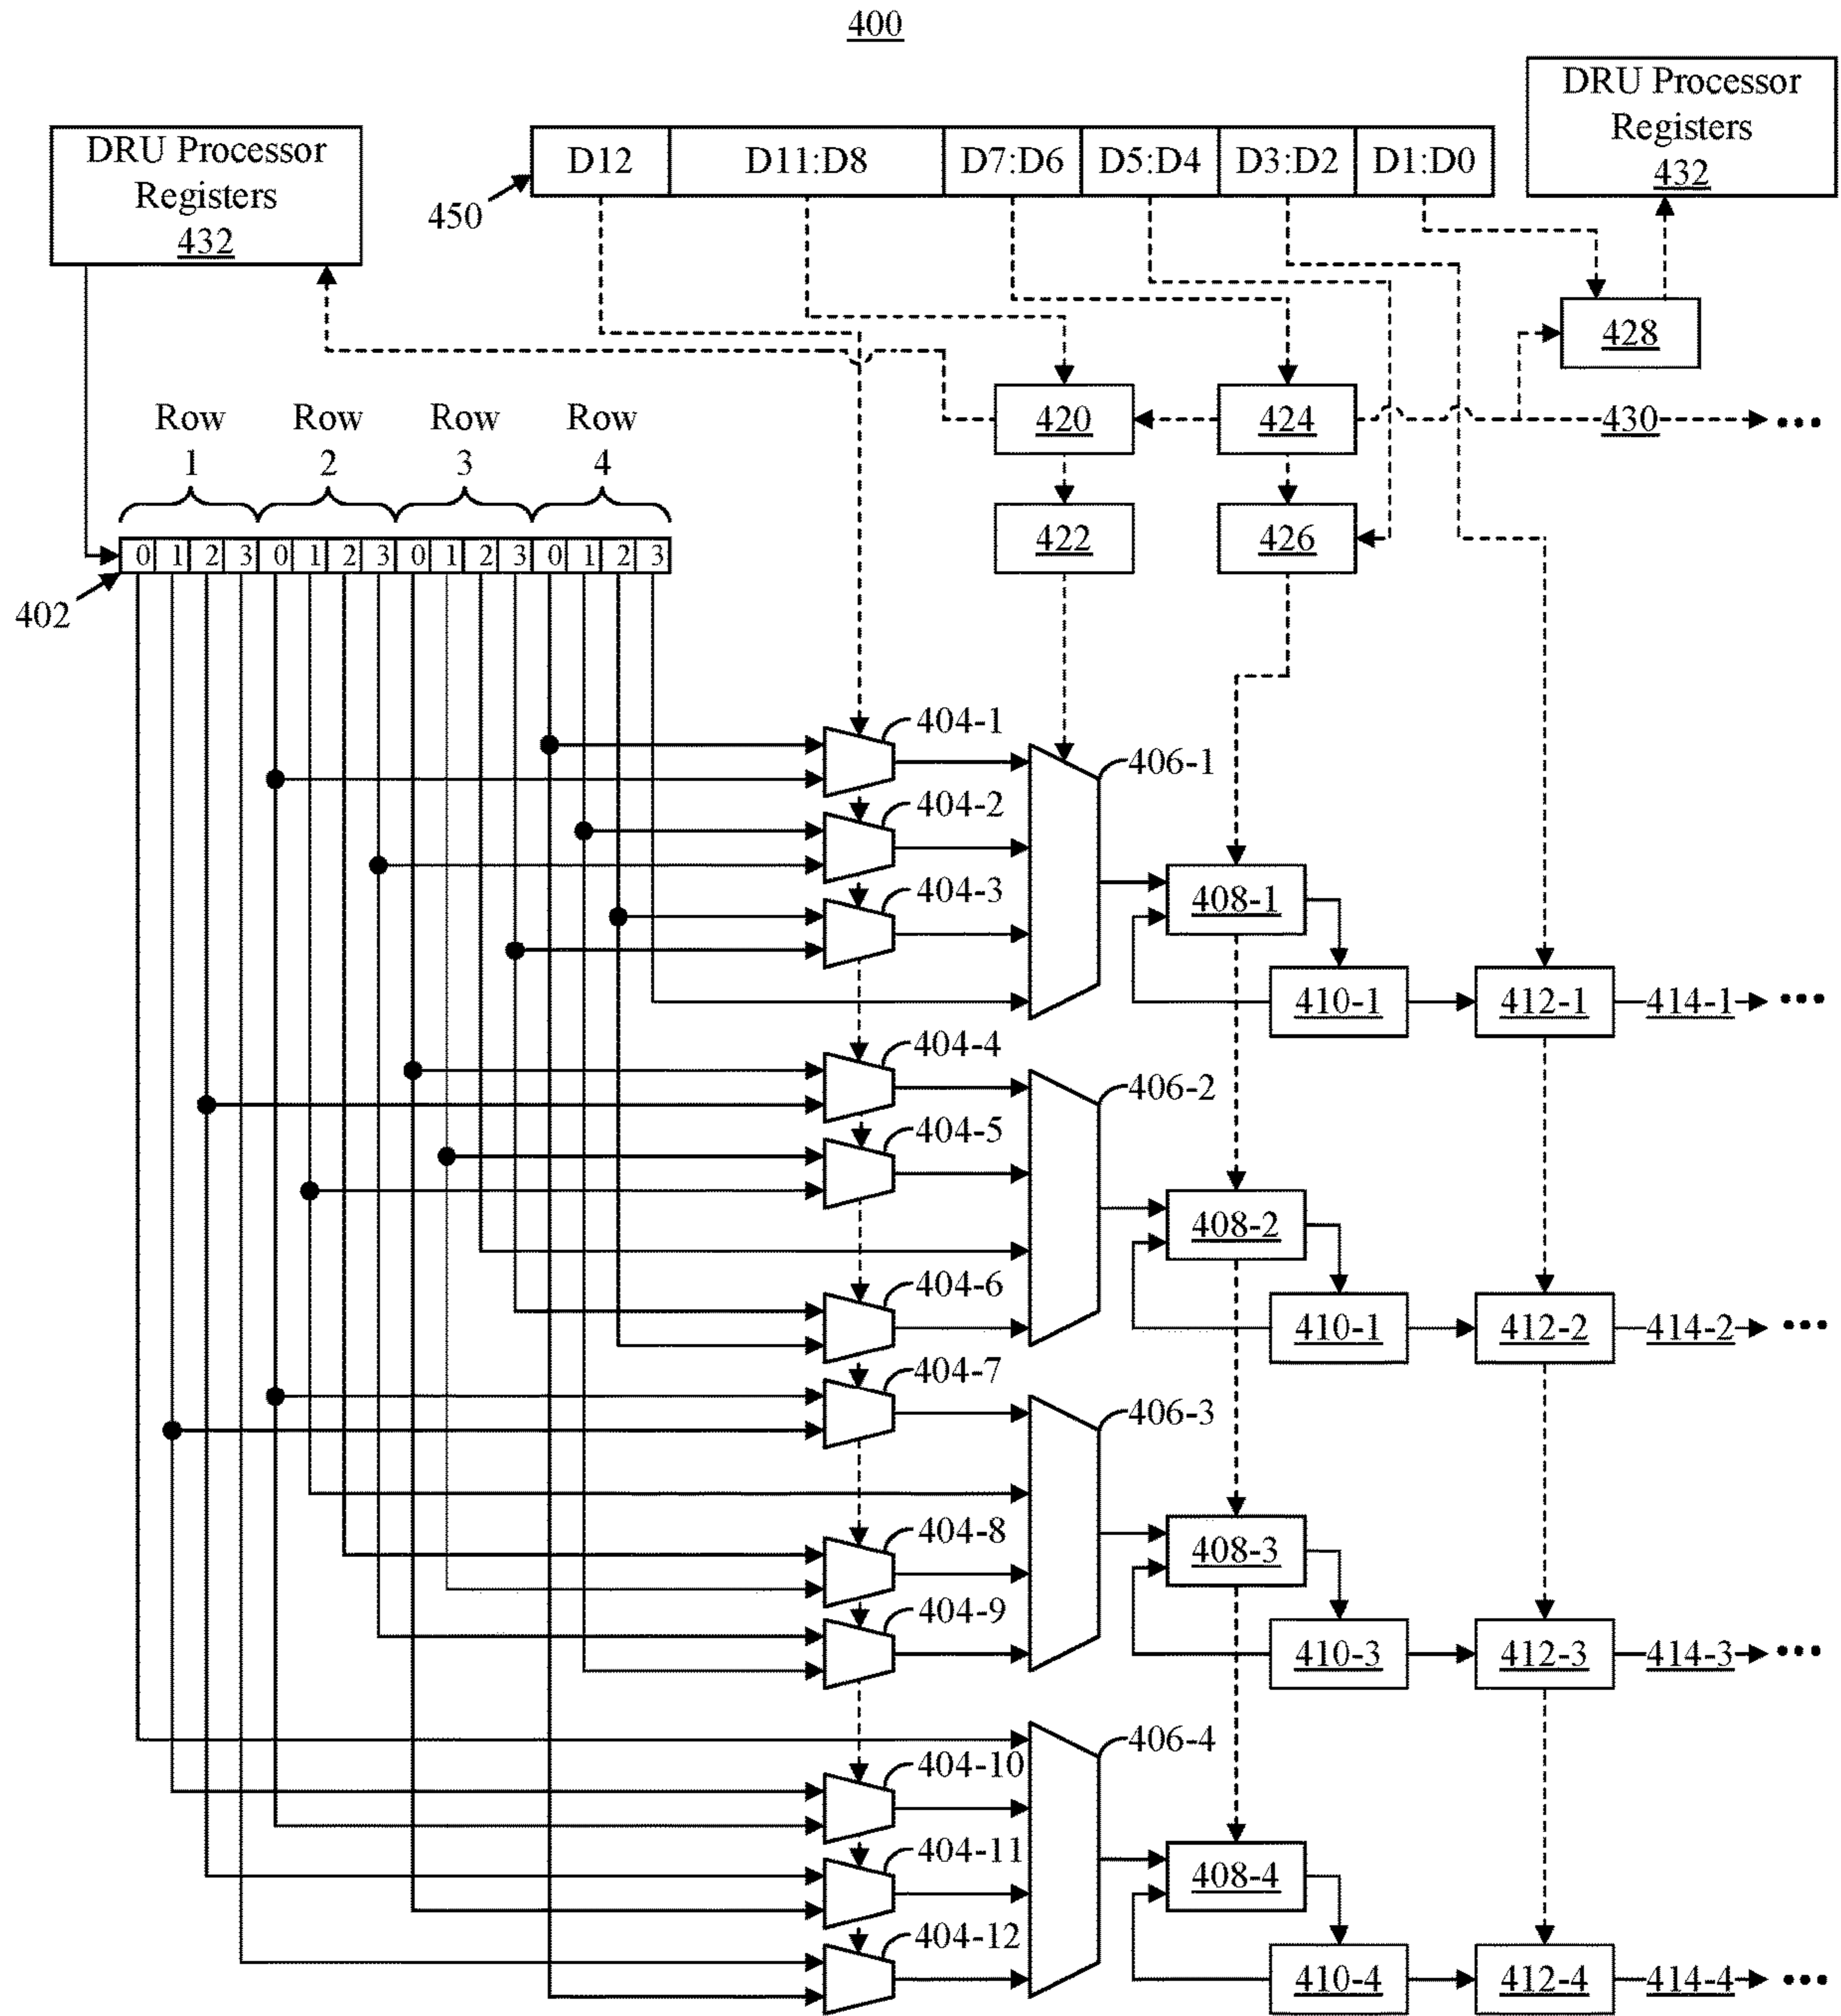 400
DRU Processor
Registers
432
DRU Processor
Registers
432
D12 D11:D8 D7:D6 D5:D4 D3:D2 D1:D0
450
428
420 424 430
Row Row Row Row
1 2 3 4
422 426
0 1 2 3 0 1 2 3 0 1 2 3 0 1 2 3
402
404-1
406-1
404-2
404-3
408-1
410-1 412-1 414-1
404-4
406-2
404-5
408-2
404-6
410-1 412-2 414-2
404-7
406-3
404-8
408-3
404-9
410-3 412-3 414-3
406-4
404-10
404-11
408-4
404-12
410-4 412-4 414-4